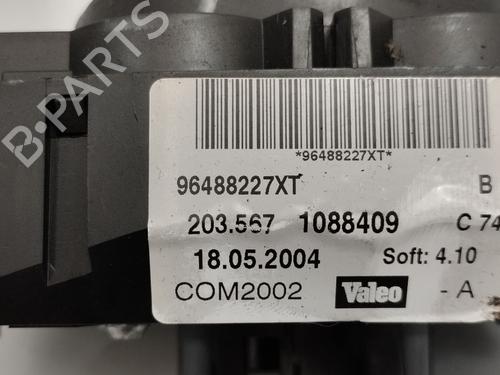 *96488227XT*
96488227XT B
203.567 1088409 C 74
18.05.2004 Soft: 4.10
COM2002 Valeo - A
B-PARTS